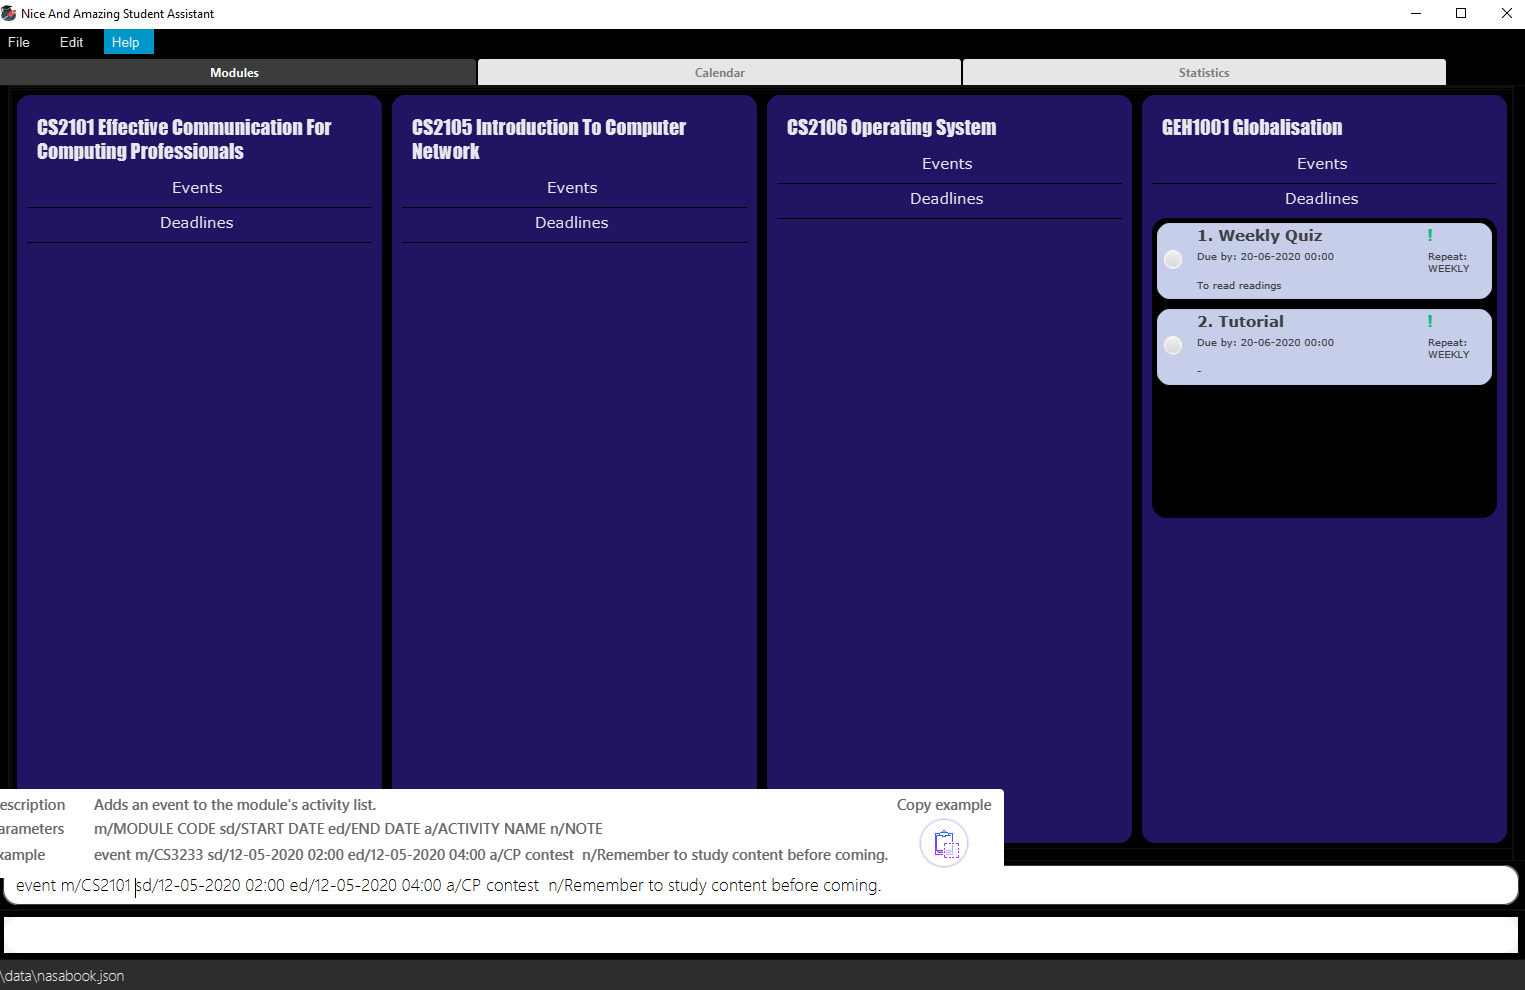 Nice And Amazing Student Assistant
File Edit Help
Modules Calendar Statistics
CS2101 Effective Communication For
Computing Professionals
Events
Deadlines
CS2105 Introduction To Computer
Network
Events
Deadlines
CS2106 Operating System
Events
Deadlines
GEH1001 Globalisation
Events
Deadlines
1. Weekly Quiz !
Due by: 20-06-2020 00:00 Repeat:
WEEKLY
To read readings
2. Tutorial !
Due by: 20-06-2020 00:00 Repeat:
WEEKLY
-
escription Adds an event to the module's activity list. Copy example
arameters m/MODULE CODE sd/START DATE ed/END DATE a/ACTIVITY NAME n/NOTE
xample event m/CS3233 sd/12-05-2020 02:00 ed/12-05-2020 04:00 a/CP contest  n/Remember to study content before coming.
event m/CS2101 sd/12-05-2020 02:00 ed/12-05-2020 04:00 a/CP contest  n/Remember to study content before coming.
\data\nasabook.json